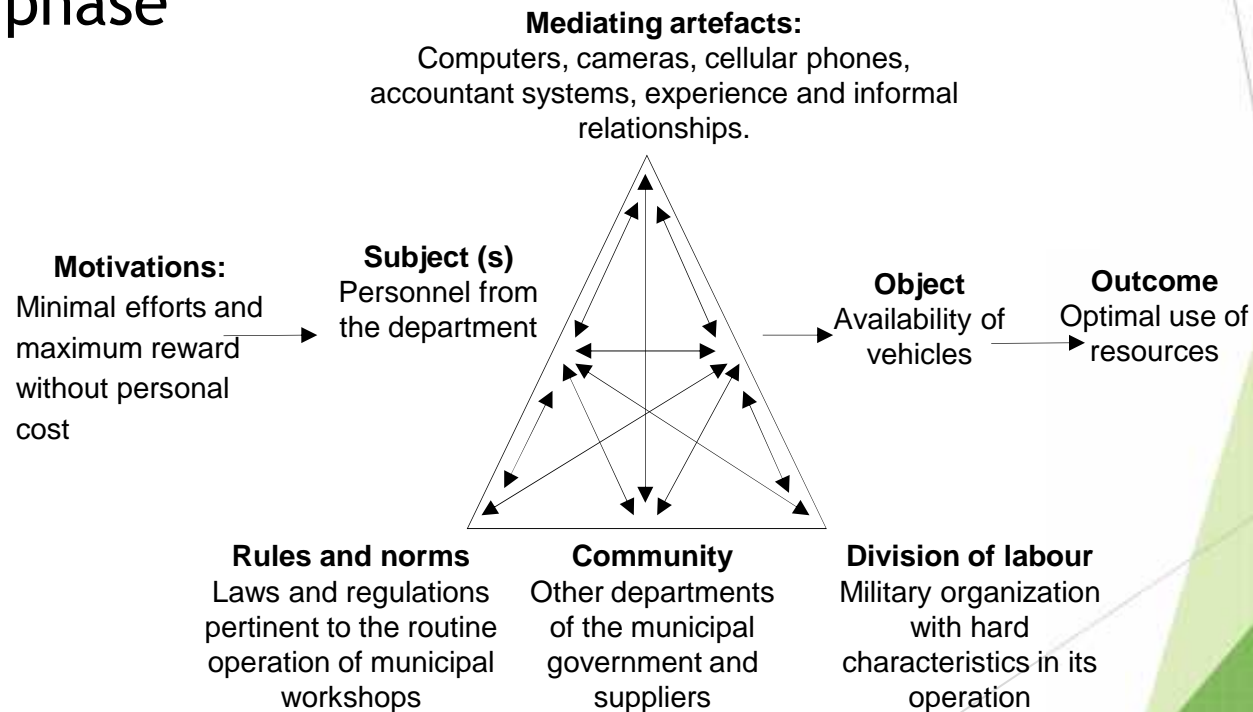 phase
Mediating artefacts:
Computers, cameras, cellular phones,
accountant systems, experience and informal
relationships.
Motivations:
Minimal efforts and
maximum reward
without personal
cost
Subject (s)
Personnel from
the department
Object
Availability of
vehicles
Outcome
Optimal use of
resources
Rules and norms
Laws and regulations
pertinent to the routine
operation of municipal
workshops
Community
Other departments
of the municipal
government and
suppliers
Division of labour
Military organization
with hard
characteristics in its
operation